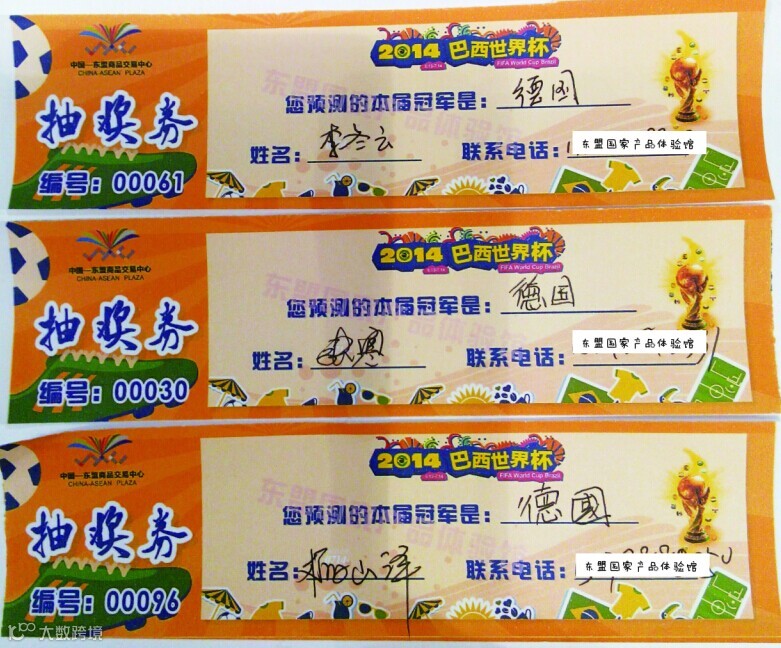 中国—东盟商品交易中心
CHINA-ASEAN PLAZA
抽奖券
编号：00061
2014 巴西世界杯
FIFA World Cup Brazil
您预测的本届冠军是：德国
姓名：李冬云 联系电话：
东盟国家产品体验馆
中国—东盟商品交易中心
CHINA-ASEAN PLAZA
抽奖券
编号：00030
2014 巴西世界杯
FIFA World Cup Brazil
您预测的本届冠军是：德国
姓名： 联系电话：
东盟国家产品体验馆
中国—东盟商品交易中心
CHINA-ASEAN PLAZA
抽奖券
编号：00096
2014 巴西世界杯
FIFA World Cup Brazil
您预测的本届冠军是：德國
姓名： 联系电话：
东盟国家产品体验馆
大数跨境